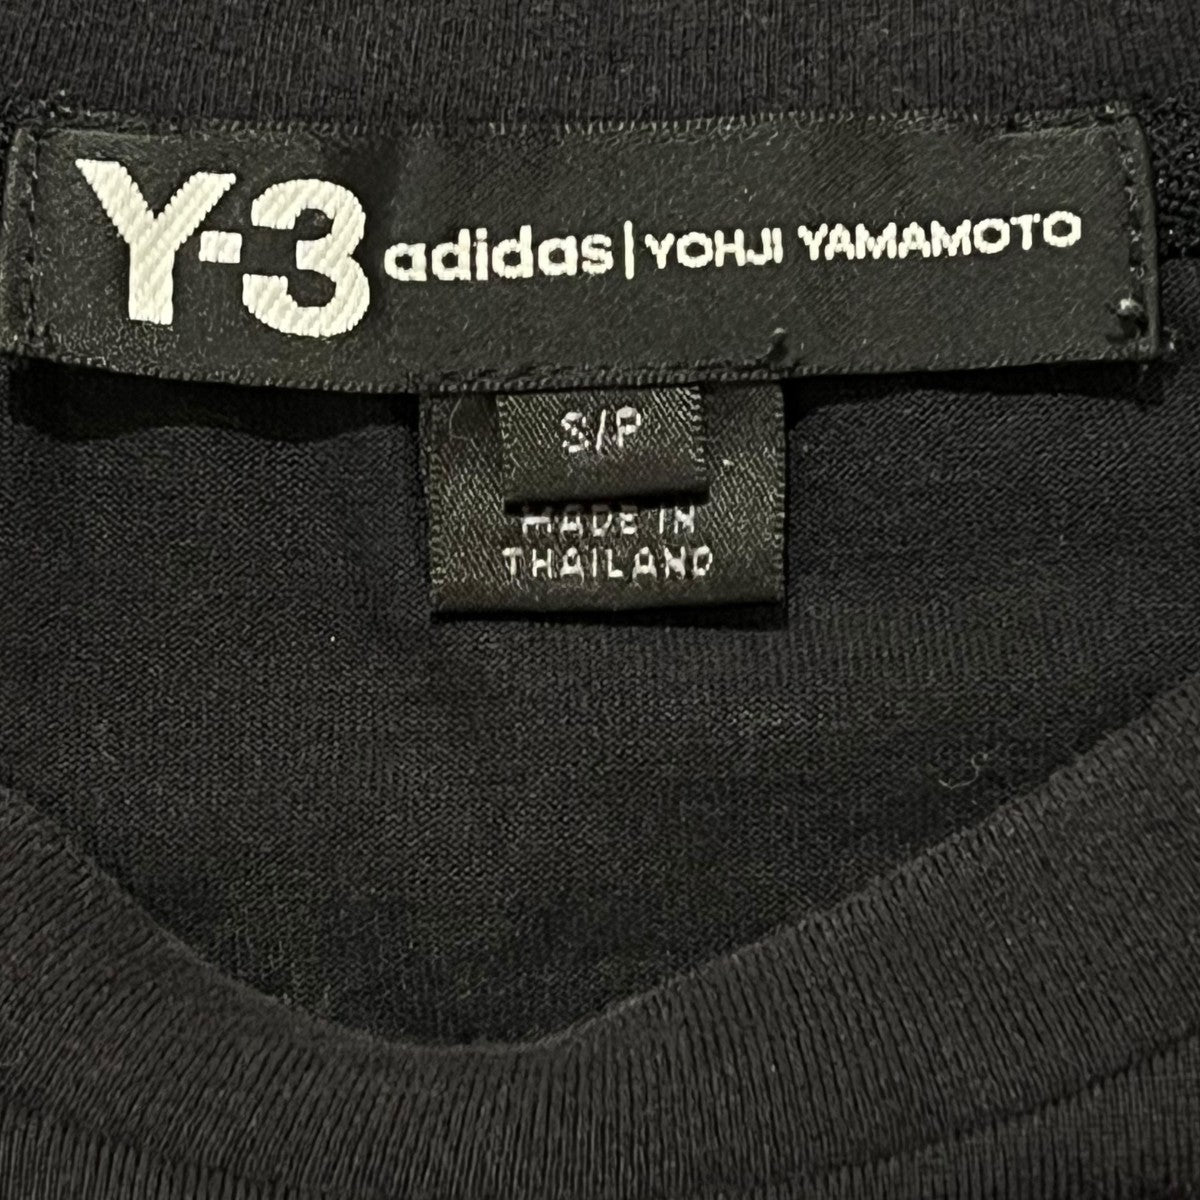 Y-3 adidas | YOHJI YAMAMOTO
S/P
MADE IN
THAILAND